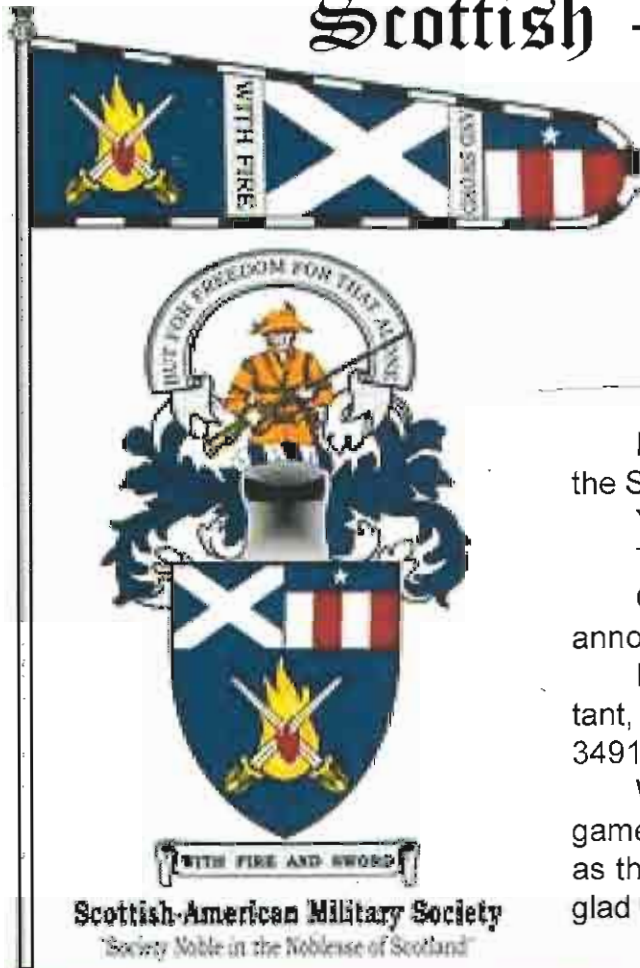 Scottish -
WITH FIRE
AND SWORD
BUT FOR FREEDOM FOR THAT ALONE
the S
anno
tant,
3491
game
as th
glad
WITH FIRE AND SWORD
Scottish-American Military Society
"Society Noble in the Noblesse of Scotland"